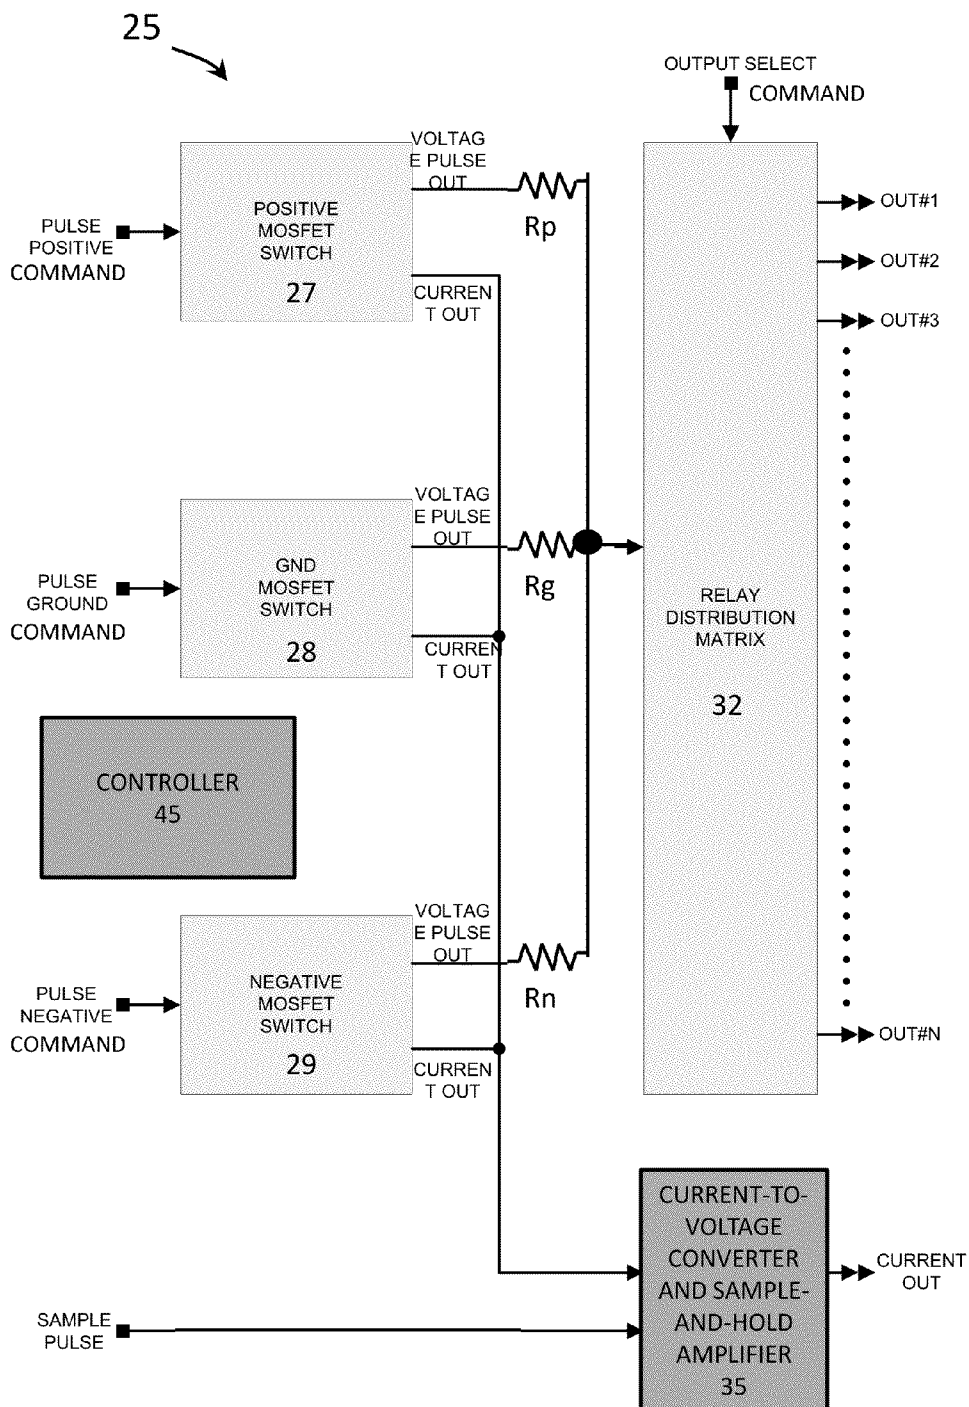 25
OUTPUT SELECT
COMMAND
VOLTAG
E PULSE
OUT
POSITIVE
MOSFET
SWITCH
27
PULSE
POSITIVE
COMMAND
Rp
CURREN
T OUT
OUT#1
OUT#2
OUT#3
VOLTAG
E PULSE
OUT
GND
MOSFET
SWITCH
28
PULSE
GROUND
COMMAND
Rg
CURREN
T OUT
RELAY
DISTRIBUTION
MATRIX
32
CONTROLLER
45
VOLTAG
E PULSE
OUT
NEGATIVE
MOSFET
SWITCH
29
PULSE
NEGATIVE
COMMAND
Rn
CURREN
T OUT
OUT#N
CURRENT-TO-
VOLTAGE
CONVERTER
AND SAMPLE-
AND-HOLD
AMPLIFIER
35
CURRENT
OUT
SAMPLE
PULSE